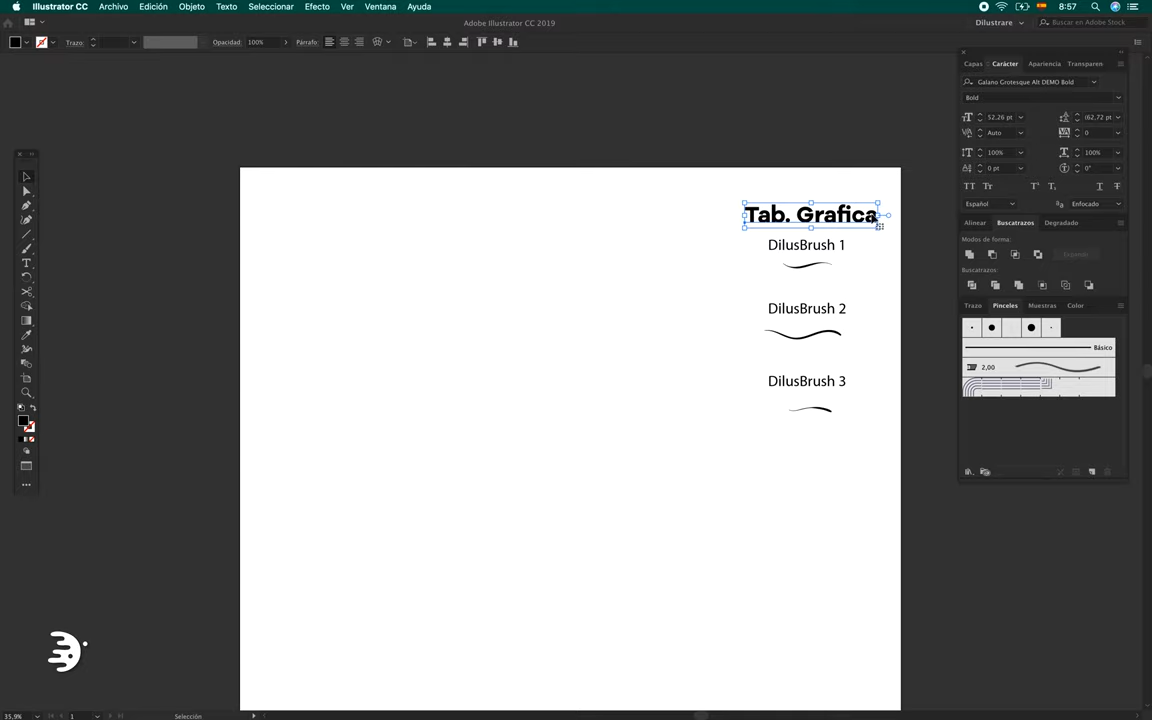 Illustrator CC Archivo Edición Objeto Texto Seleccionar Efecto Ver Ventana Ayuda 8:57
Adobe Illustrator CC 2019 Dilustrare Buscar en Adobe Stock
Trazo: Opacidad: 100% Párrafo:
Capas Carácter Apariencia Transparen
Galano Grotesque Alt DEMO Bold
Bold
52,26 pt (62,72 pt
Auto 0
100% 100%
0 pt 0°
Español Enfocado
Alinear Buscatrazos Degradado
Modos de forma:
Expandir
Buscatrazos:
Trazo Pinceles Muestras Color
Básico
2,00
Tab. Grafica
DilusBrush 1
DilusBrush 2
DilusBrush 3
35,9% 1 Selección